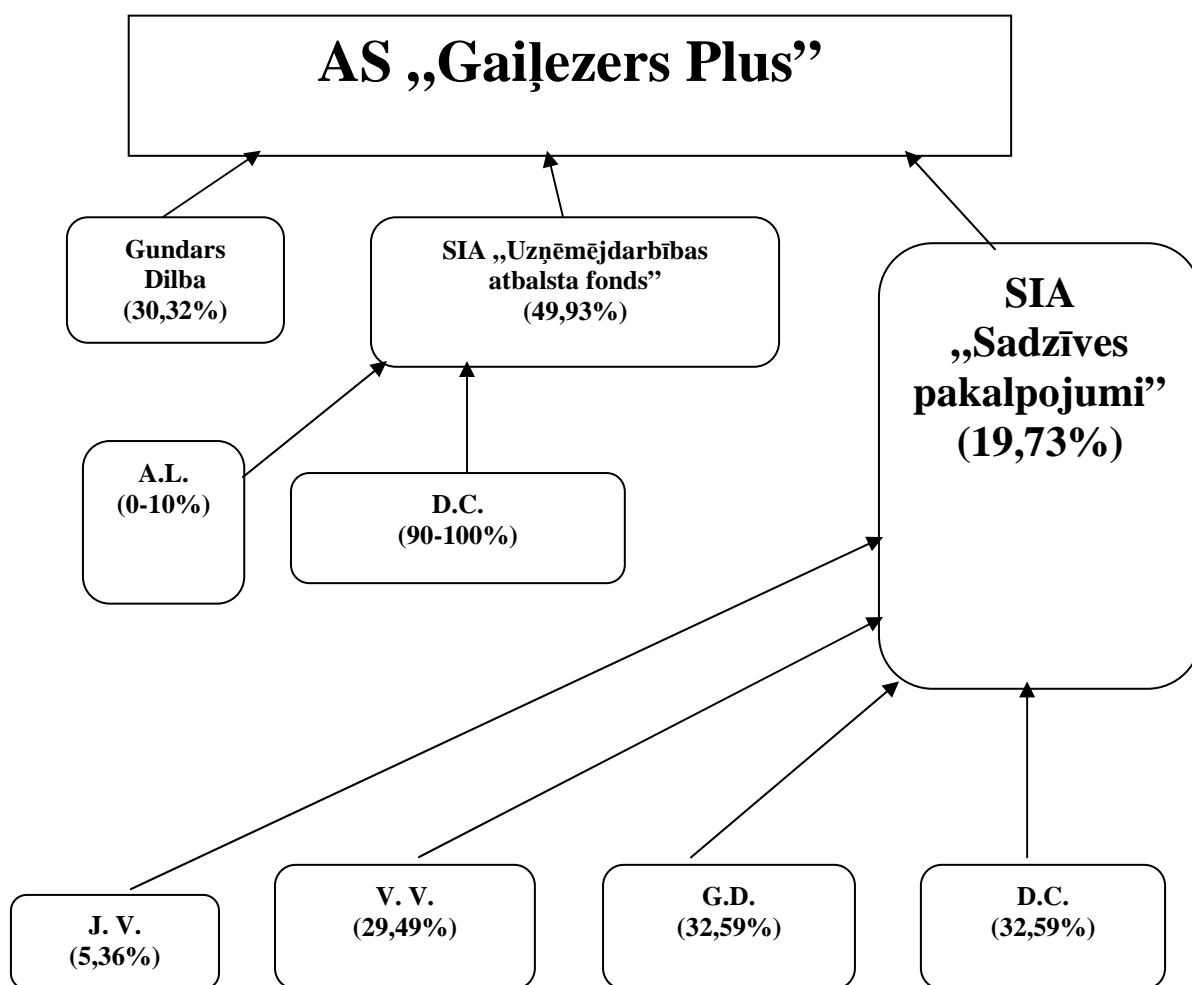 AS „Gaiļezers Plus”
Gundars
Dilba
(30,32%)
SIA „Uzņēmējdarbības
atbalsta fonds”
(49,93%)
SIA
„Sadzīves
pakalpojumi”
(19,73%)
A.L.
(0-10%)
D.C.
(90-100%)
J. V.
(5,36%)
V. V.
(29,49%)
G.D.
(32,59%)
D.C.
(32,59%)